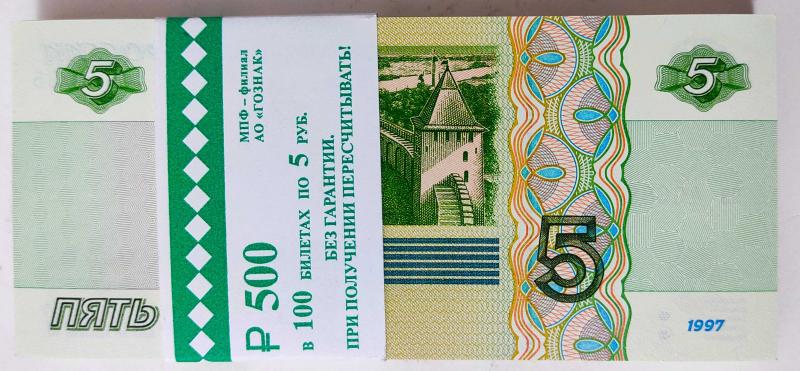 5
ПЯТЬ
МПФ – филиал
АО «ГОЗНАК»
₽ 500
в 100 БИЛЕТАХ ПО 5 РУБ.
БЕЗ ГАРАНТИИ.
ПРИ ПОЛУЧЕНИИ ПЕРЕСЧИТЫВАТЬ!
5
5
1997